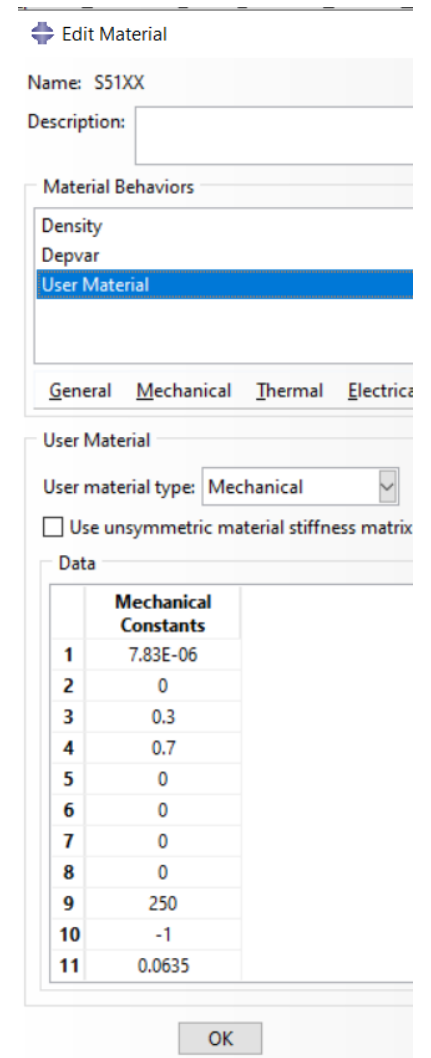 Edit Material
Name: S51XX
Description:
Material Behaviors
Density
Depvar
User Material
General Mechanical Thermal
User Material
User material type: Mechanical
Use unsymmetric material stiffness matrix
Data
Mechanical
Constants
1 7.83E-06
2 0
3 0.3
4 0.7
5 0
6 0
7 0
8 0
9 250
10 -1
11 0.0635
OK